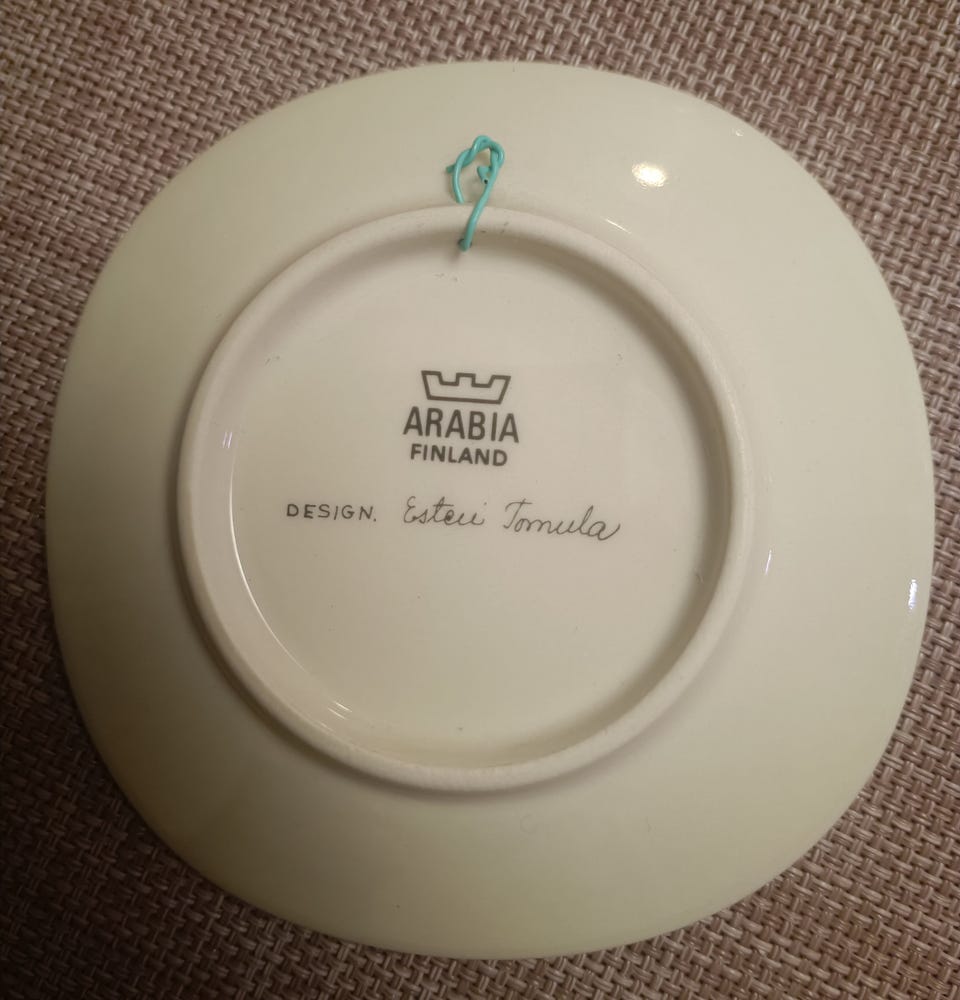 ARABIA
FINLAND
DESIGN. Esteri Tomula